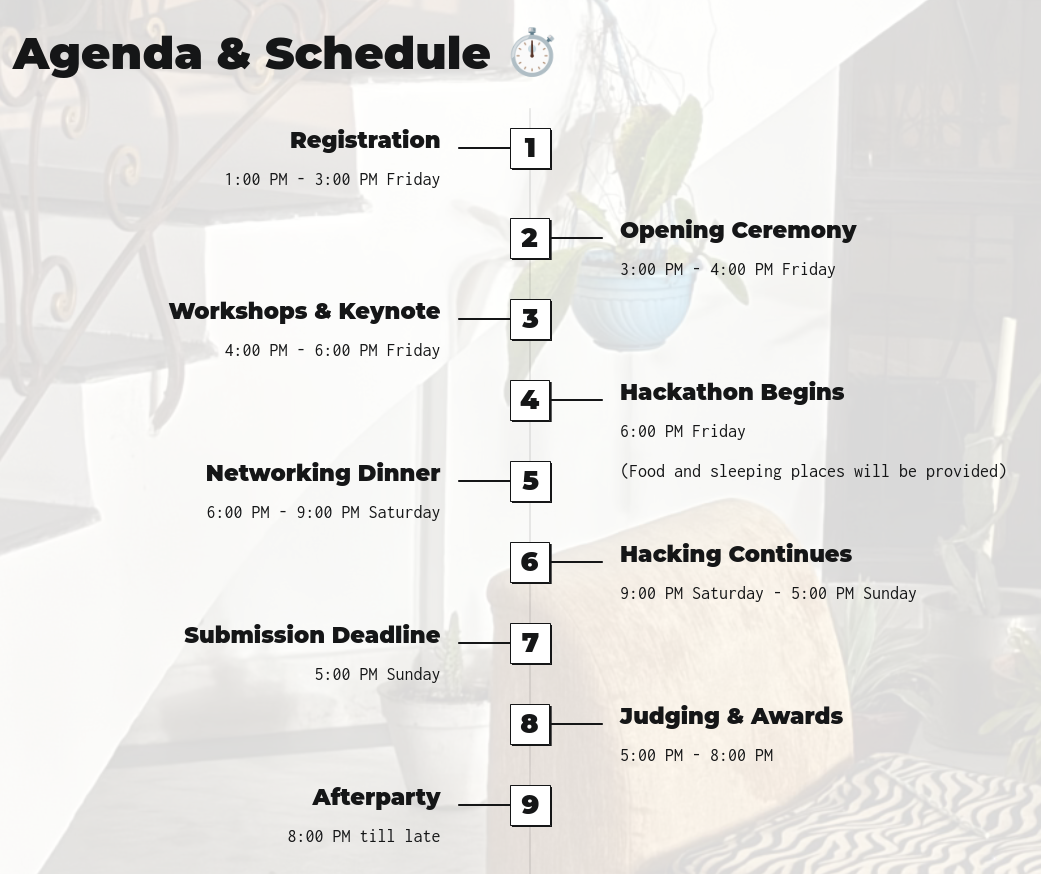 Agenda & Schedule ⏱️
Registration
1
1:00 PM - 3:00 PM Friday
2
Opening Ceremony
3:00 PM - 4:00 PM Friday
Workshops & Keynote
3
4:00 PM - 6:00 PM Friday
4
Hackathon Begins
6:00 PM Friday
(Food and sleeping places will be provided)
Networking Dinner
5
6:00 PM - 9:00 PM Saturday
6
Hacking Continues
9:00 PM Saturday - 5:00 PM Sunday
Submission Deadline
7
5:00 PM Sunday
8
Judging & Awards
5:00 PM - 8:00 PM
Afterparty
9
8:00 PM till late